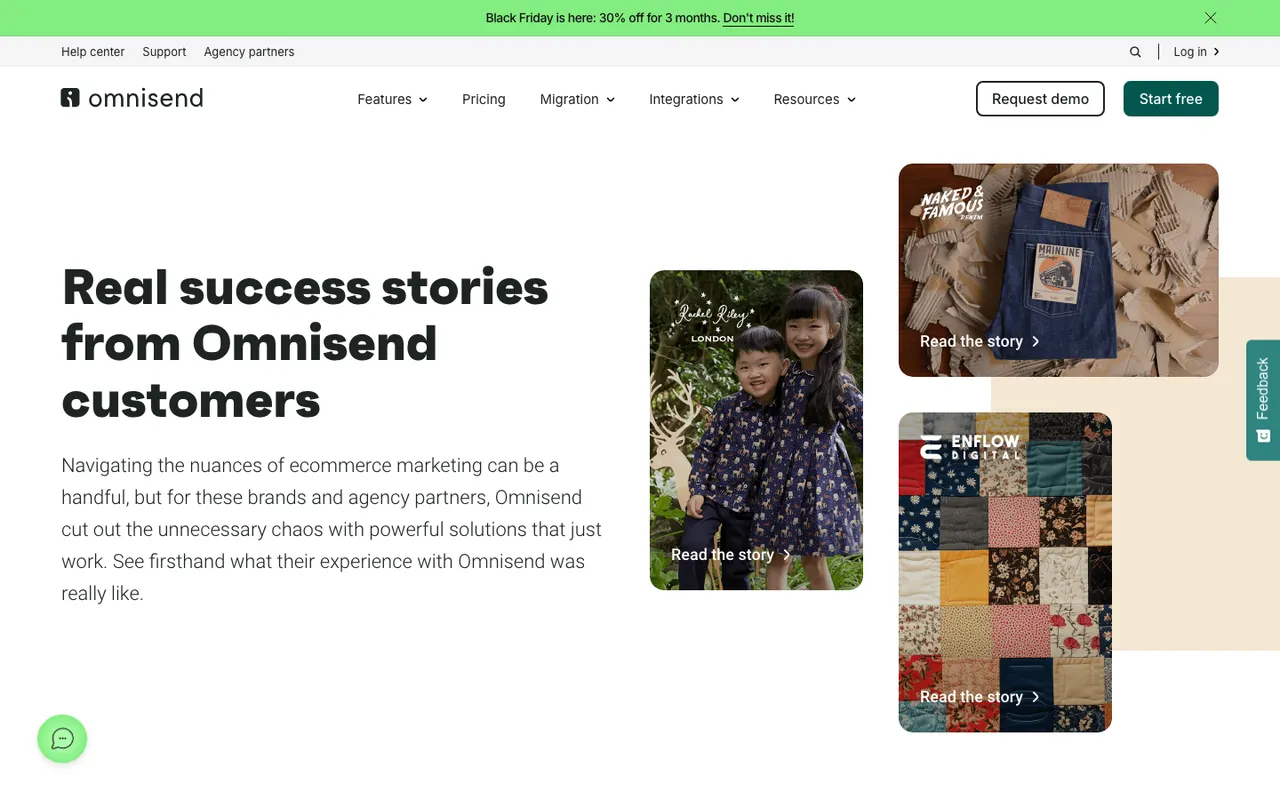 Black Friday is here: 30% off for 3 months. Don't miss it!
Help center Support Agency partners
Log in
omnisend
Features Pricing Migration Integrations Resources
Request demo Start free
Real success stories
from Omnisend
customers
Navigating the nuances of ecommerce marketing can be a
handful, but for these brands and agency partners, Omnisend
cut out the unnecessary chaos with powerful solutions that just
work. See firsthand what their experience with Omnisend was
really like.
Rachel Riley
LONDON
Read the story
NAKED &
FAMOUS
DENIM
MAINLINE
Read the story
ENFLOW
DIGITAL
Read the story
Feedback